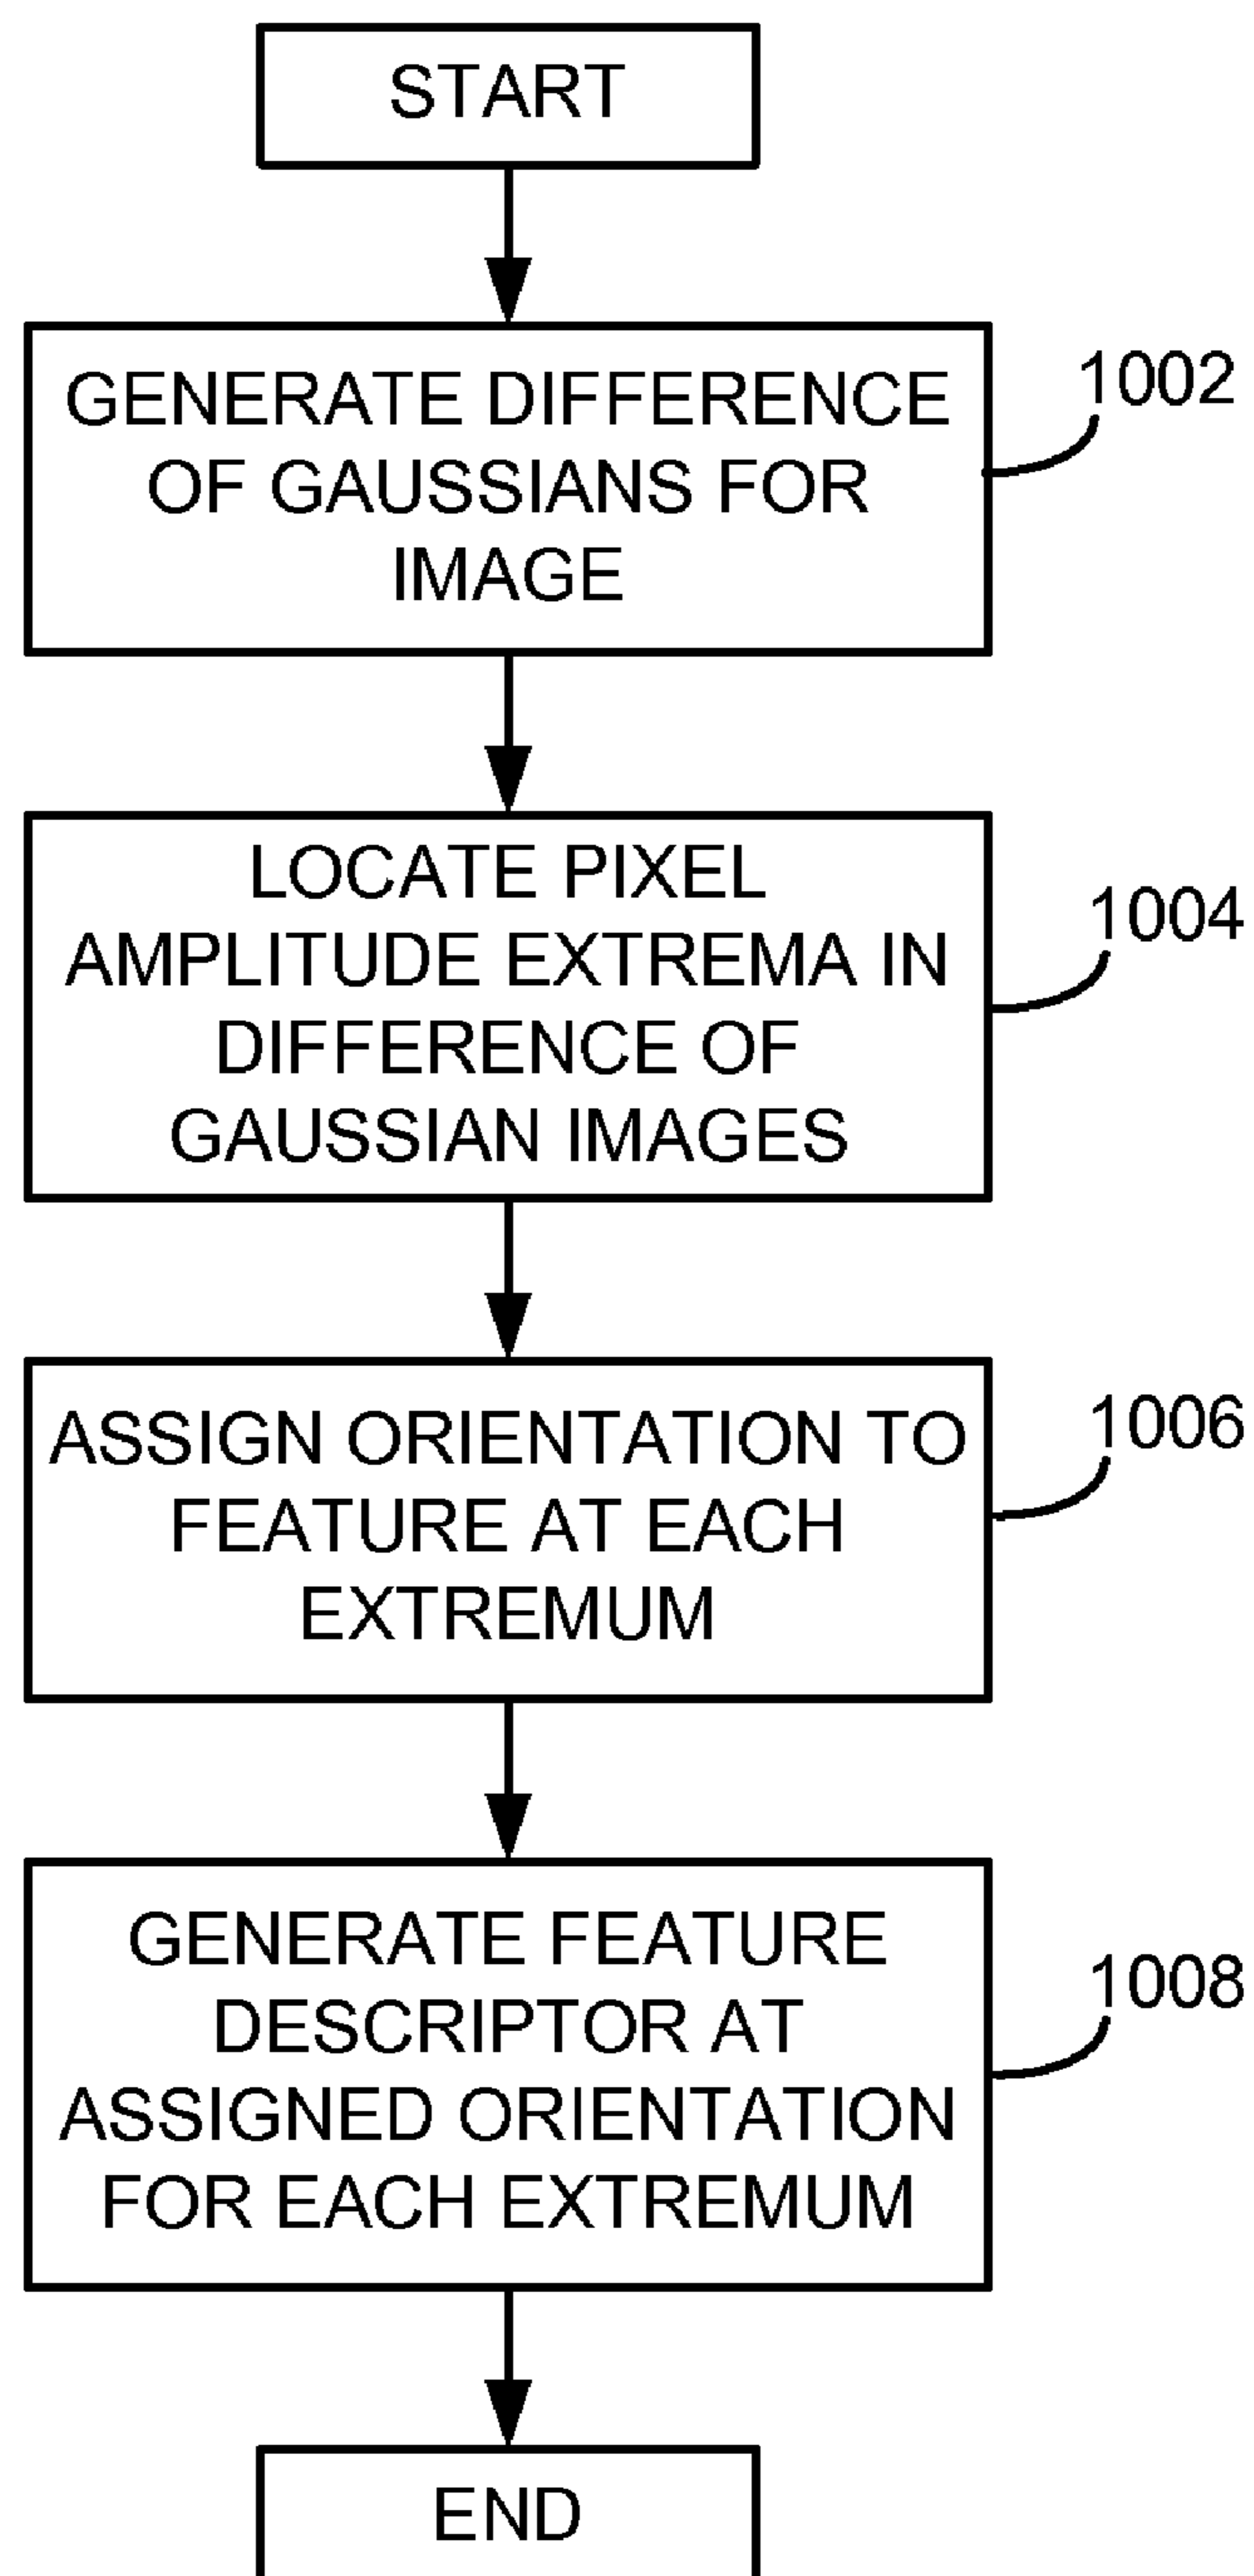 START
GENERATE DIFFERENCE
OF GAUSSIANS FOR
IMAGE
1002
LOCATE PIXEL
AMPLITUDE EXTREMA IN
DIFFERENCE OF
GAUSSIAN IMAGES
1004
ASSIGN ORIENTATION TO
FEATURE AT EACH
EXTREMUM
1006
GENERATE FEATURE
DESCRIPTOR AT
ASSIGNED ORIENTATION
FOR EACH EXTREMUM
1008
END